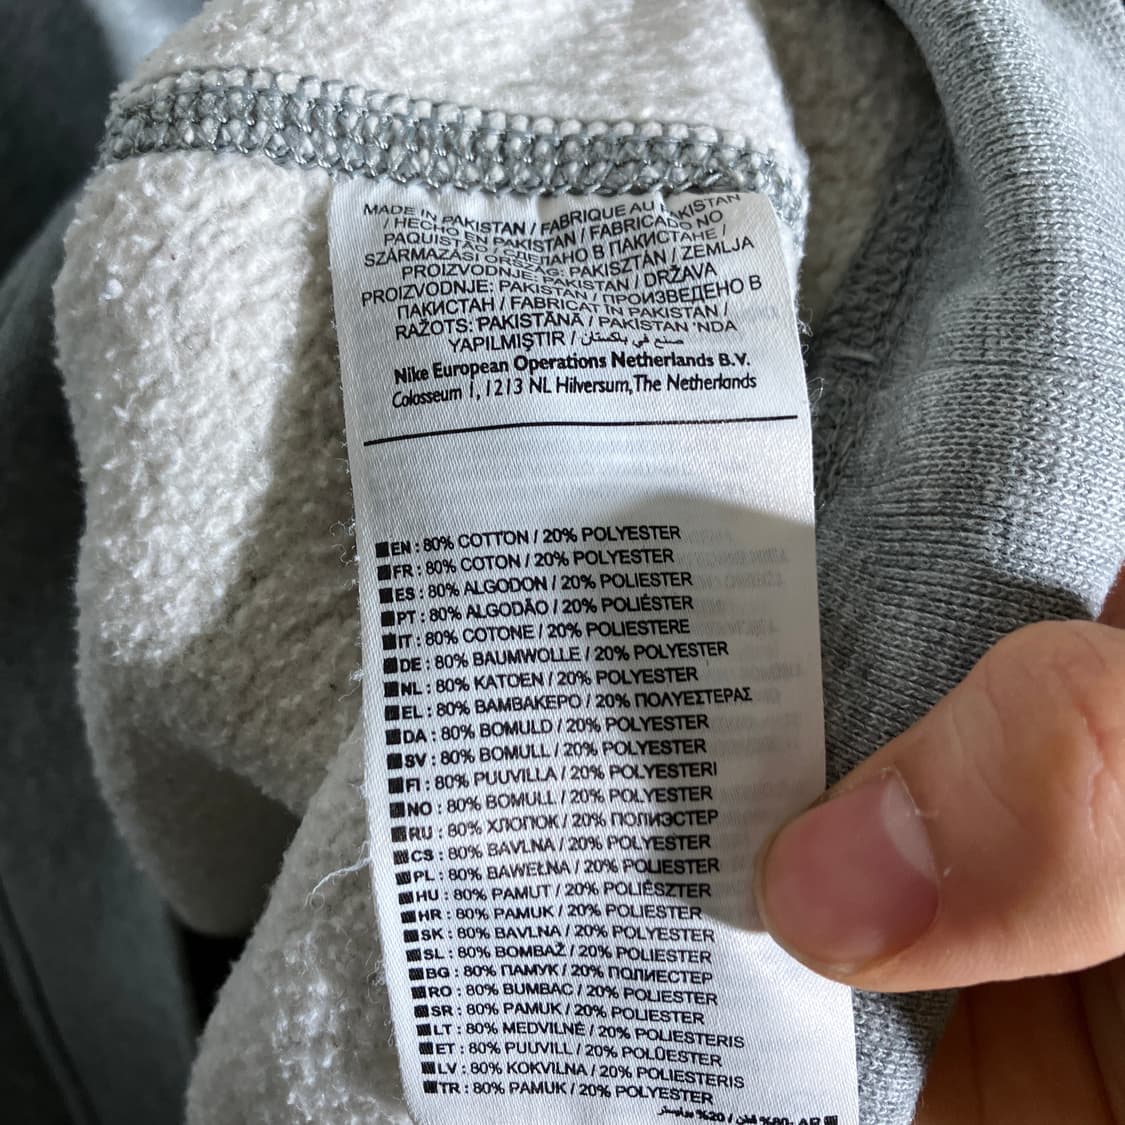 MADE IN PAKISTAN / FABRIQUE AU PAKISTAN
/ HECHO EN PAKISTAN / FABRICADO NO
PAQUISTÃO / СДЕЛАНО В ПАКИСТАНЕ /
SZÁRMAZÁSI ORSZÁG: PAKISZTÁN / ZEMLJA
PROIZVODNJE: PAKISTAN / DRŽAVA
PROIZVODNJE: PAKISTAN / ПРОИЗВЕДЕНО В
ПАКИСТАН / FABRICAT IN PAKISTAN /
RAŽOTS: PAKISTĀNĀ / PAKISTAN 'NDA
YAPILMIŞTIR / صنع في باكستان
Nike European Operations Netherlands B.V.
Colosseum 1, 1213 NL Hilversum, The Netherlands
EN : 80% COTTON / 20% POLYESTER
FR : 80% COTON / 20% POLYESTER
ES : 80% ALGODON / 20% POLIESTER
PT : 80% ALGODÃO / 20% POLIÉSTER
IT : 80% COTONE / 20% POLIESTERE
DE : 80% BAUMWOLLE / 20% POLYESTER
NL : 80% KATOEN / 20% POLYESTER
EL : 80% ΒΑΜΒΑΚΕΡΟ / 20% ΠΟΛΥΕΣΤΕΡΑΣ
DA : 80% BOMULD / 20% POLYESTER
SV : 80% BOMULL / 20% POLYESTER
FI : 80% PUUVILLA / 20% POLYESTERI
NO : 80% BOMULL / 20% POLYESTER
RU : 80% ХЛОПОК / 20% ПОЛИЭСТЕР
CS : 80% BAVLNA / 20% POLYESTER
PL : 80% BAWEŁNA / 20% POLIESTER
HU : 80% PAMUT / 20% POLIÉSZTER
HR : 80% PAMUK / 20% POLIESTER
SK : 80% BAVLNA / 20% POLYESTER
SL : 80% BOMBAŽ / 20% POLIESTER
BG : 80% ПАМУК / 20% ПОЛИЕСТЕР
RO : 80% BUMBAC / 20% POLIESTER
SR : 80% PAMUK / 20% POLIESTER
LT : 80% MEDVILNĖ / 20% POLIESTERIS
ET : 80% PUUVILL / 20% POLÜESTER
LV : 80% KOKVILNA / 20% POLIESTERIS
TR : 80% PAMUK / 20% POLYESTER
AR : 80% قطن / 20% بوليستر